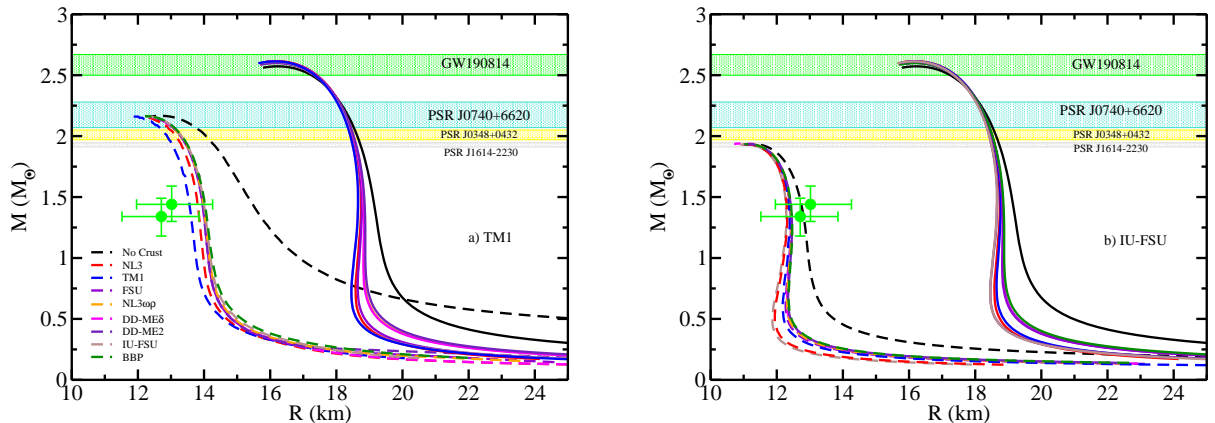 3
2.5
2
1.5
1
0.5
0
M (M⊙)
GW190814
PSR J0740+6620
PSR J0348+0432
PSR J1614-2230
a) TM1
No Crust
NL3
TM1
FSU
NL3ωρ
DD-MEδ
DD-ME2
IU-FSU
BBP
10 12 14 16 18 20 22 24
R (km)
3
2.5
2
1.5
1
0.5
0
M (M⊙)
GW190814
PSR J0740+6620
PSR J0348+0432
PSR J1614-2230
b) IU-FSU
10 12 14 16 18 20 22 24
R (km)